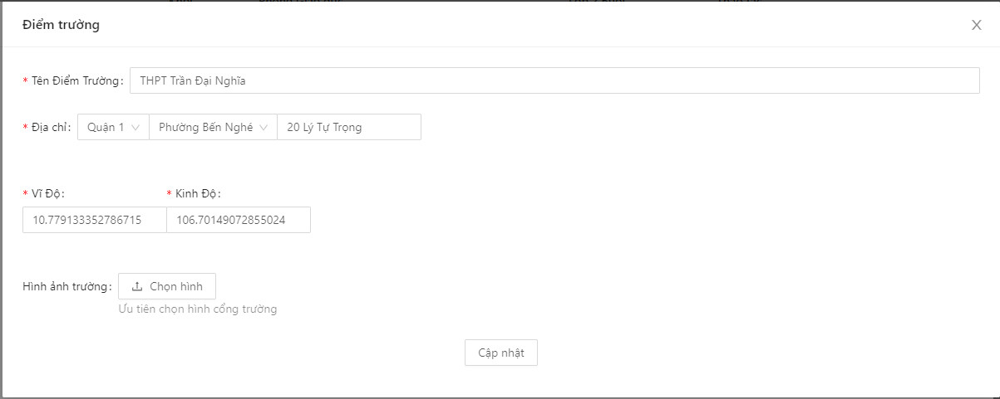 Điểm trường
* Tên Điểm Trường: THPT Trần Đại Nghĩa
* Địa chỉ: Quận 1 Phường Bến Nghé 20 Lý Tự Trọng
* Vĩ Độ: * Kinh Độ:
10.779133352786715 106.70149072855024
Hình ảnh trường: Chọn hình
Ưu tiên chọn hình cổng trường
Cập nhật